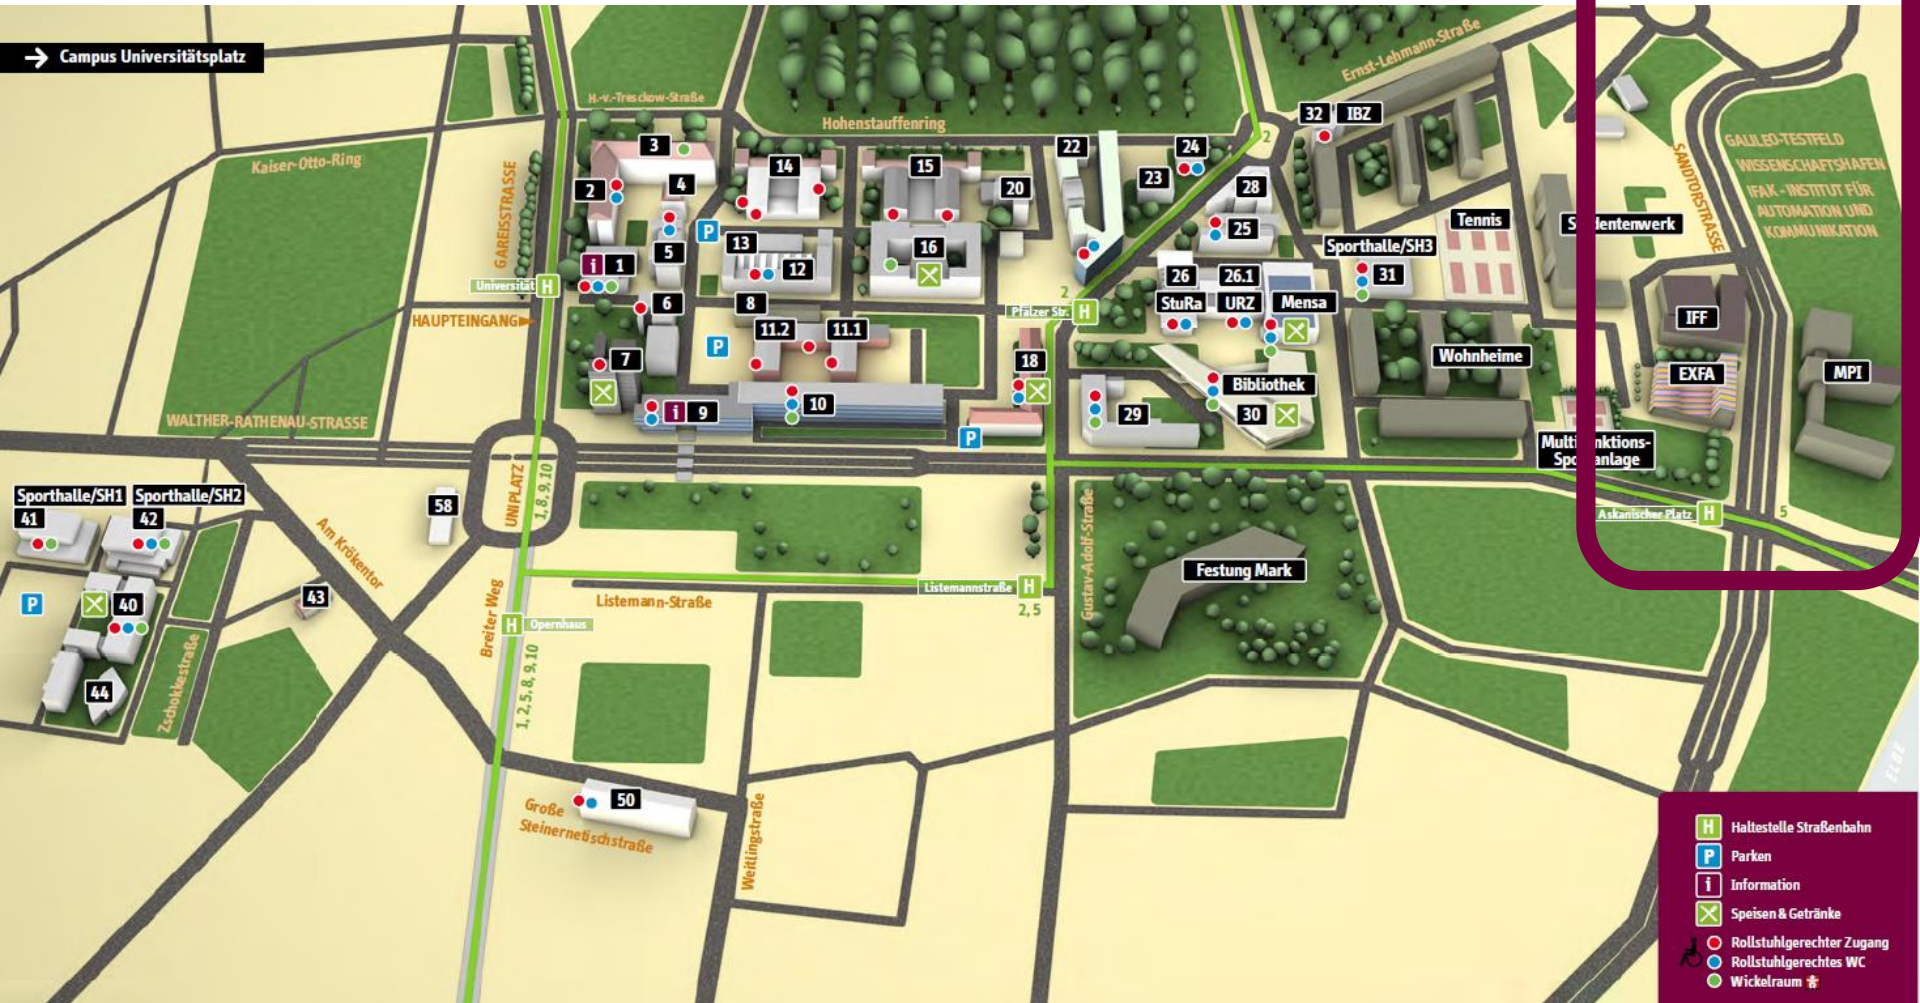 → Campus Universitätsplatz
Ernst-Lehmann-Straße
H.-v.-Tresckow-Straße
Hohenstauffenring
Kaiser-Otto-Ring
GAREISSTRASSE
SANDTORSTRASSE
GALILEO-TESTFELD
WISSENSCHAFTSHAFEN
IFAK - INSTITUT FÜR
AUTOMATION UND
KOMMUNIKATION
32 IBZ
2
3
14
15
22
24
23
28
20
2
4
5
P
13
12
16
25
Tennis
Studentenwerk
Sporthalle/SH3
31
i 1
Universität H
HAUPTEINGANG
6
8
11.2
11.1
P
7
2
Pfälzer Str. H
26
StuRa
26.1
URZ
Mensa
18
Wohnheime
IFF
EXFA
MPI
i 9
10
P
29
Bibliothek
30
Multifunktions-
Sportanlage
WALTHER-RATHENAU-STRASSE
UNIPLATZ
1, 8, 9, 10
Askanischer Platz H
5
Sporthalle/SH1
41
Sporthalle/SH2
42
58
Am Krökentor
Gustav-Adolf-Straße
Festung Mark
P
40
43
44
Zschokkestraße
Breiter Weg
Listemann-Straße
Listemannstraße H
2, 5
H Opernhaus
1, 2, 5, 8, 9, 10
50
Große
Steinernetischstraße
Weitlingstraße
ELBE
H Haltestelle Straßenbahn
P Parken
i Information
Speisen & Getränke
Rollstuhlgerechter Zugang
Rollstuhlgerechtes WC
Wickelraum